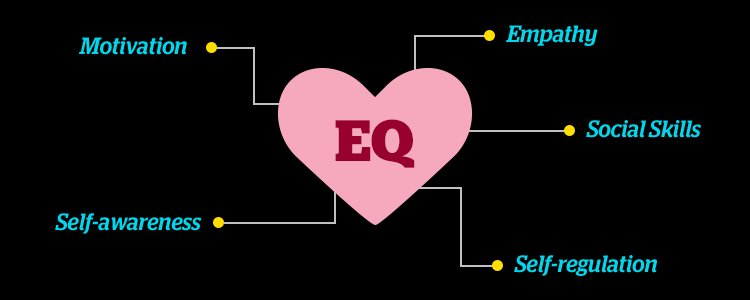 Motivation
Empathy
EQ
Social Skills
Self-awareness
Self-regulation